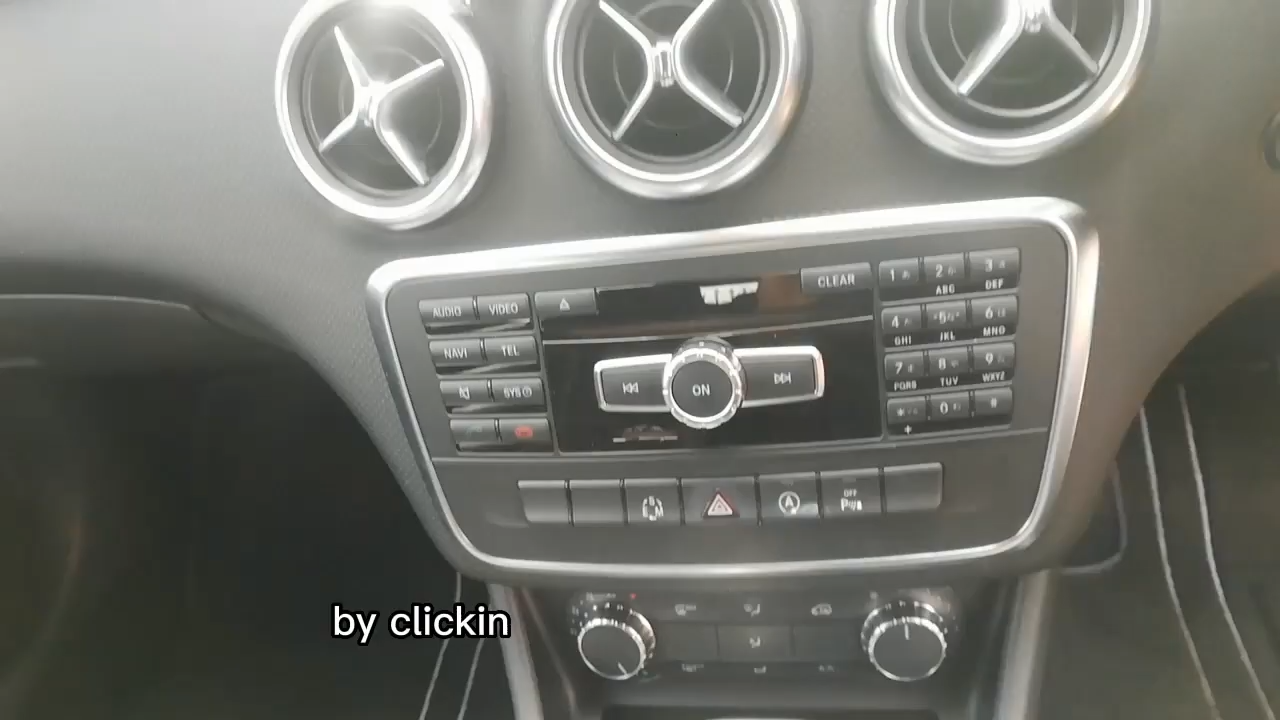 CLEAR
1 2 3
ABC DEF
AUDIO VIDEO
4 5 6
GHI JKL MNO
NAVI TEL
ON
7 8 9
PQRS TUV WXYZ
SYS
* 0 #
+
S E M
A
OFF
by clickin